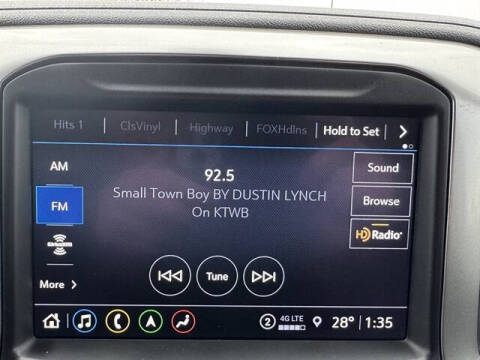 Hits 1 ClsVinyl Highway FOXHdlns Hold to Set
AM
92.5
Sound
Small Town Boy BY DUSTIN LYNCH
Browse
FM
On KTWB
HD Radio
SiriusXM
Tune
More
2 4G LTE 28° 1:35